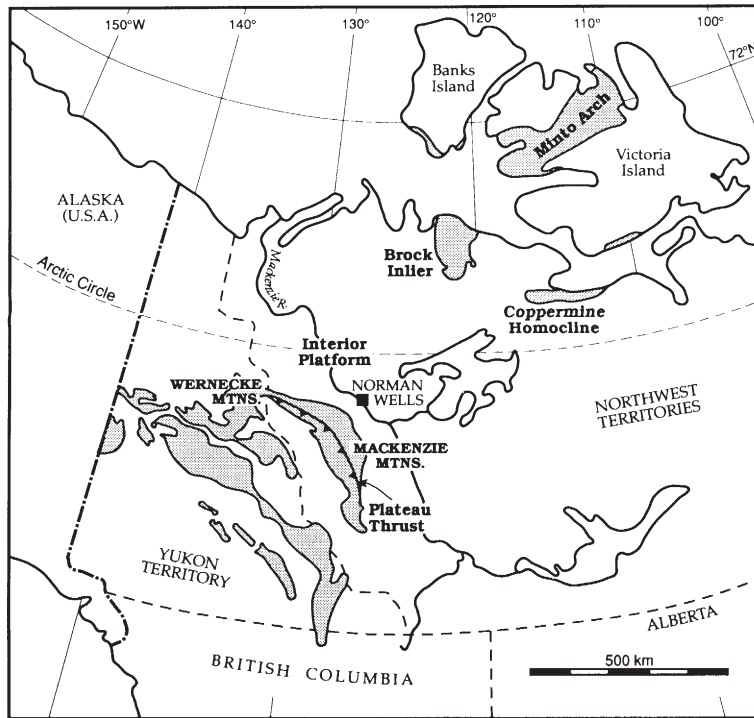 150°W
140°
130°
120°
110°
100°
72°N
Banks
Island
Minto Arch
Victoria
Island
ALASKA
(U.S.A.)
Mackenzie R.
Brock
Inlier
Arctic Circle
Coppermine
Homocline
Interior
Platform
WERNECKE
MTNS.
NORMAN
WELLS
NORTHWEST
TERRITORIES
MACKENZIE
MTNS.
Plateau
Thrust
YUKON
TERRITORY
ALBERTA
BRITISH COLUMBIA
500 km